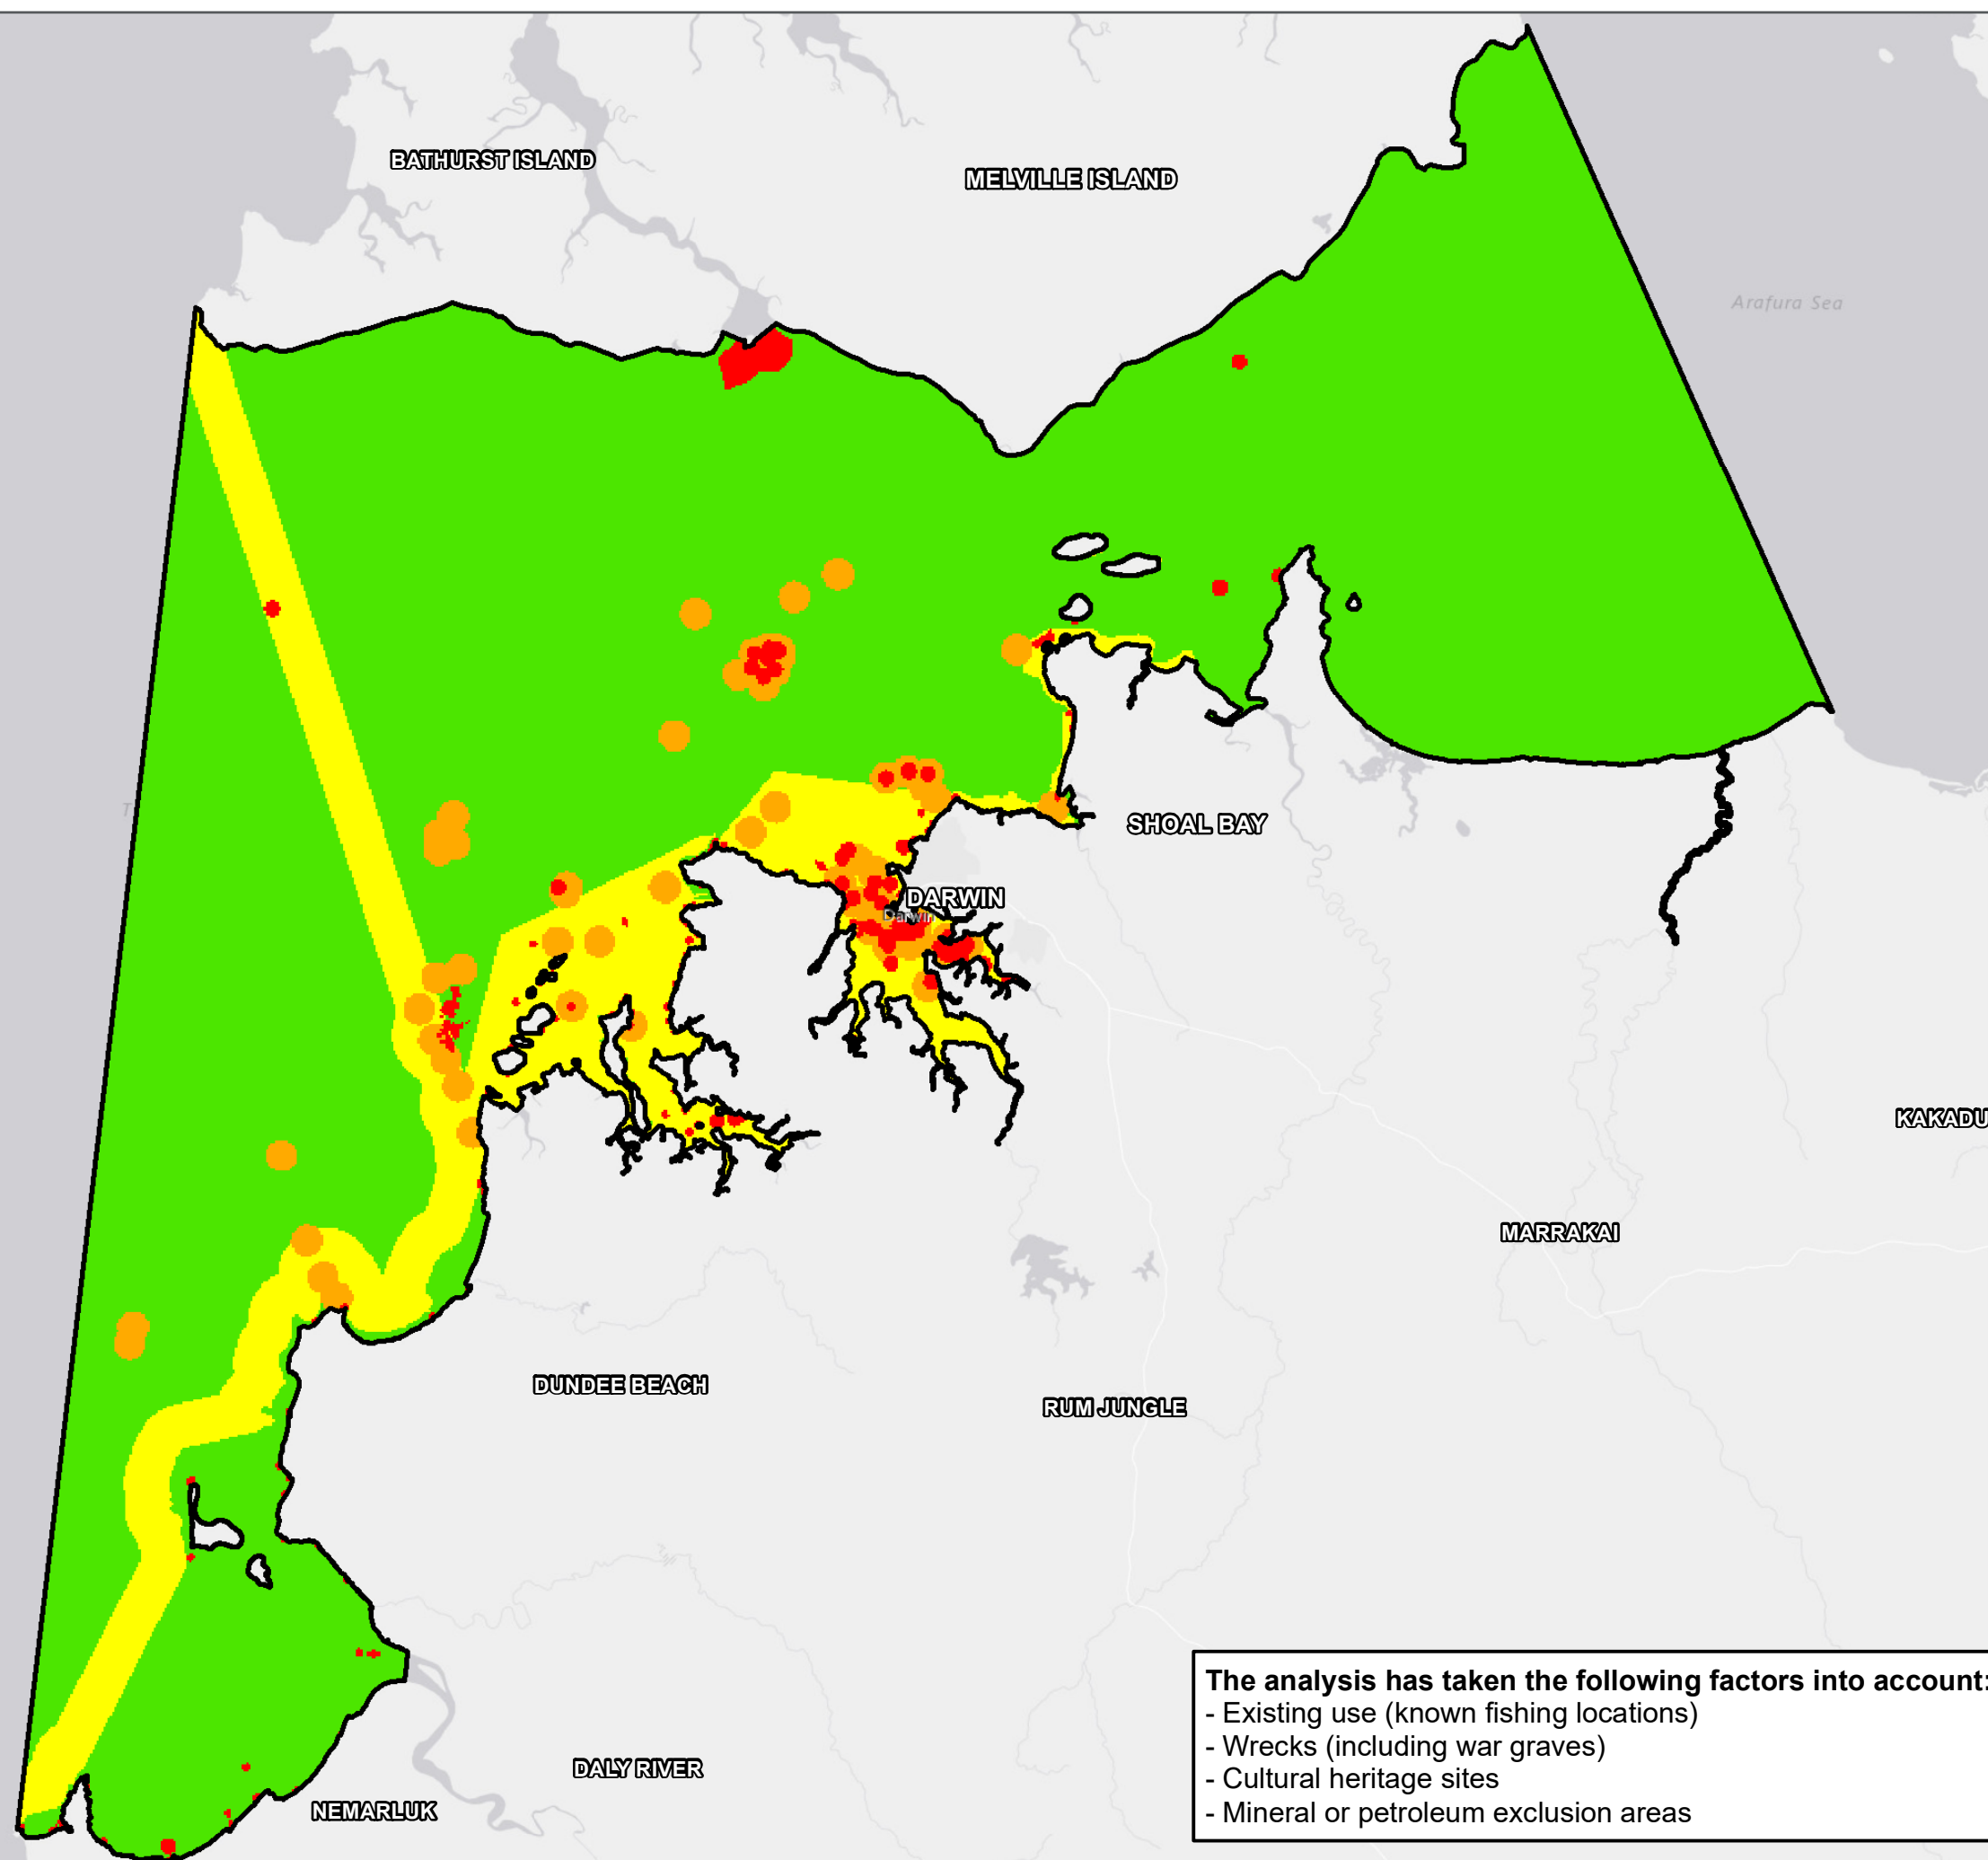 BATHURST ISLAND
MELVILLE ISLAND
Arafura Sea
SHOAL BAY
DARWIN
Darwin
KAKADU
MARRAKAI
DUNDEE BEACH
RUM JUNGLE
DALY RIVER
NEMARLUK
The analysis has taken the following factors into account:
- Existing use (known fishing locations)
- Wrecks (including war graves)
- Cultural heritage sites
- Mineral or petroleum exclusion areas